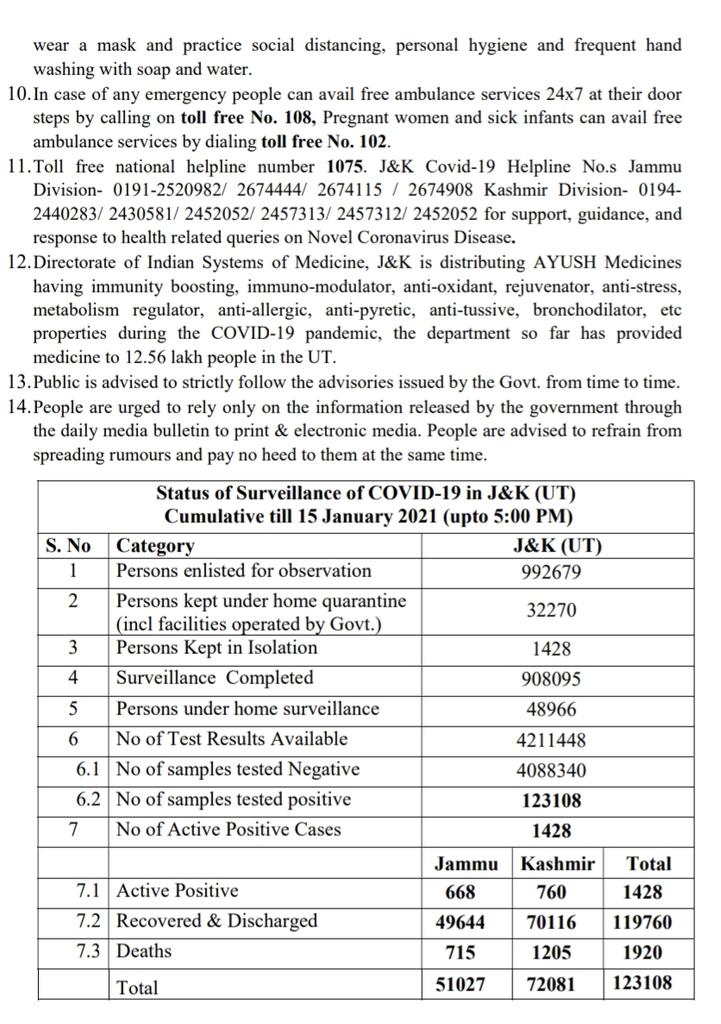 wear a mask and practice social distancing, personal hygiene and frequent hand
washing with soap and water.
10. In case of any emergency people can avail free ambulance services 24x7 at their door
steps by calling on toll free No. 108, Pregnant women and sick infants can avail free
ambulance services by dialing toll free No. 102.
11. Toll free national helpline number 1075. J&K Covid-19 Helpline No.s Jammu
Division- 0191-2520982/ 2674444/ 2674115 / 2674908 Kashmir Division- 0194-
2440283/ 2430581/ 2452052/ 2457313/ 2457312/ 2452052 for support, guidance, and
response to health related queries on Novel Coronavirus Disease.
12. Directorate of Indian Systems of Medicine, J&K is distributing AYUSH Medicines
having immunity boosting, immuno-modulator, anti-oxidant, rejuvenator, anti-stress,
metabolism regulator, anti-allergic, anti-pyretic, anti-tussive, bronchodilator, etc
properties during the COVID-19 pandemic, the department so far has provided
medicine to 12.56 lakh people in the UT.
13. Public is advised to strictly follow the advisories issued by the Govt. from time to time.
14. People are urged to rely only on the information released by the government through
the daily media bulletin to print & electronic media. People are advised to refrain from
spreading rumours and pay no heed to them at the same time.
Status of Surveillance of COVID-19 in J&K (UT)
Cumulative till 15 January 2021 (upto 5:00 PM)
S. No Category J&K (UT)
1 Persons enlisted for observation 992679
2 Persons kept under home quarantine
(incl facilities operated by Govt.) 32270
3 Persons Kept in Isolation 1428
4 Surveillance Completed 908095
5 Persons under home surveillance 48966
6 No of Test Results Available 4211448
6.1 No of samples tested Negative 4088340
6.2 No of samples tested positive 123108
7 No of Active Positive Cases 1428
Jammu Kashmir Total
7.1 Active Positive 668 760 1428
7.2 Recovered & Discharged 49644 70116 119760
7.3 Deaths 715 1205 1920
Total 51027 72081 123108